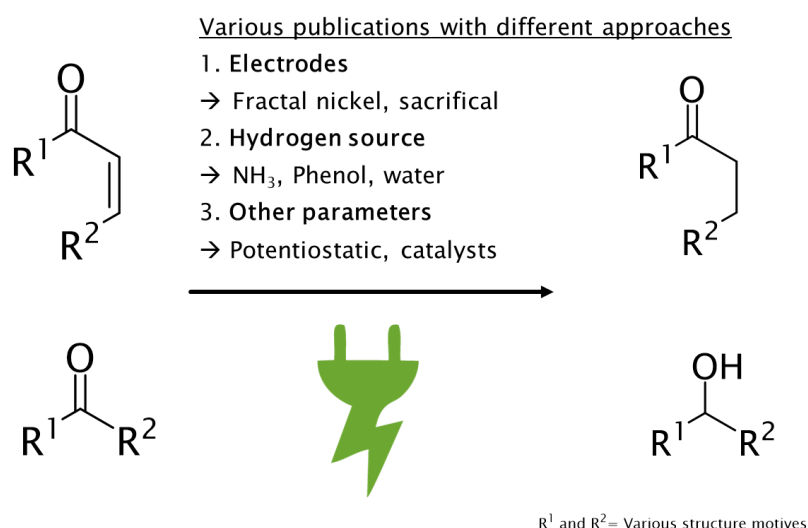 Various publications with different approaches
1. Electrodes
→ Fractal nickel, sacrifical
2. Hydrogen source
→ NH₃, Phenol, water
3. Other parameters
→ Potentiostatic, catalysts
O
R¹
R²
O
R¹
R²
O
R¹ R²
OH
R¹ R²
R¹ and R²= Various structure motives